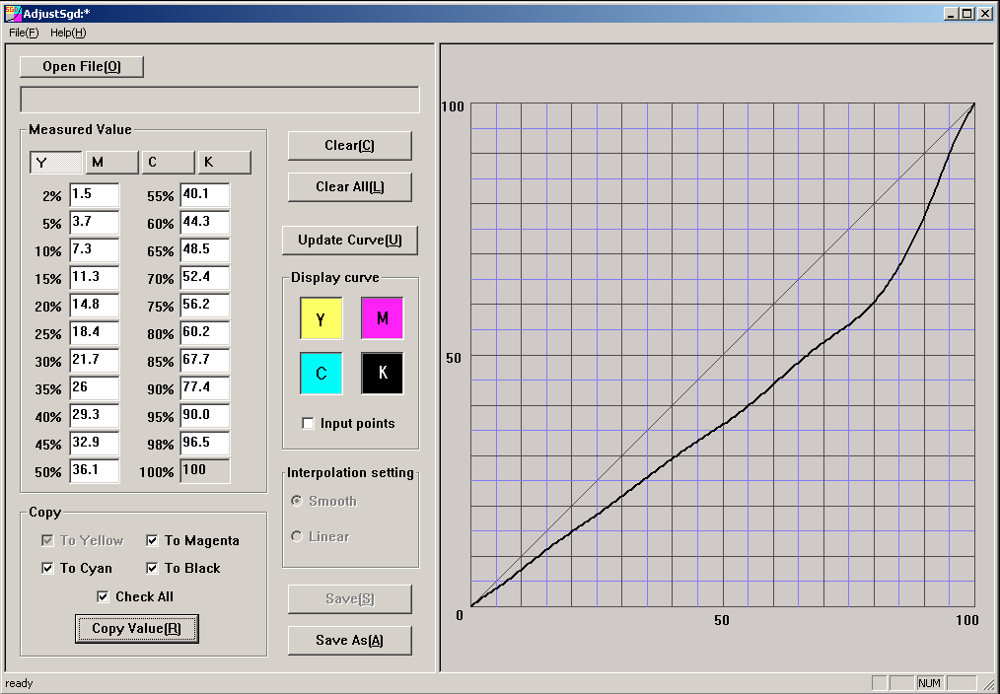 AdjustSgd:*
File(F) Help(H)
Open File(O)
Measured Value
Y M C K
2% 1.5 55% 40.1
5% 3.7 60% 44.3
10% 7.3 65% 48.5
15% 11.3 70% 52.4
20% 14.8 75% 56.2
25% 18.4 80% 60.2
30% 21.7 85% 67.7
35% 26 90% 77.4
40% 29.3 95% 90.0
45% 32.9 98% 96.5
50% 36.1 100% 100
Copy
To Yellow To Magenta
To Cyan To Black
Check All
Copy Value(R)
Clear(C)
Clear All(L)
Update Curve(U)
Display curve
Y M
C K
Input points
Interpolation setting
Smooth
Linear
Save(S)
Save As(A)
100
50
0 50 100
ready NUM